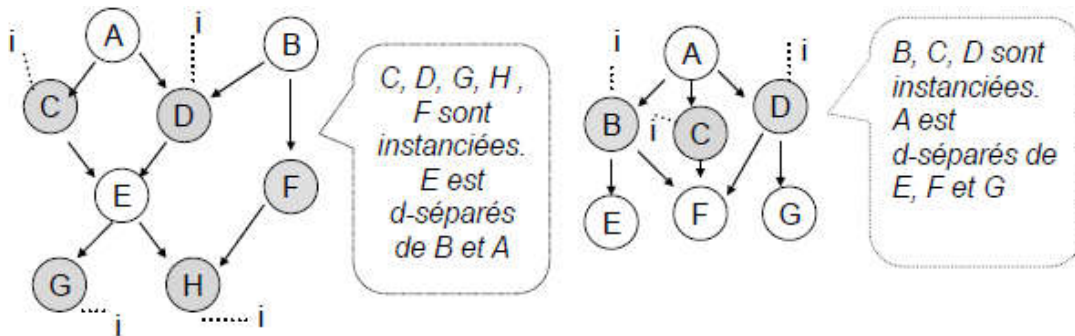 i
A
i
B
C
D
E
F
G
H
i
i
C, D, G, H ,
F sont
instanciées.
E est
d-séparés
de B et A
i
A
i
B
i
C
D
E
F
G
B, C, D sont
instanciées.
A est
d-séparés de
E, F et G